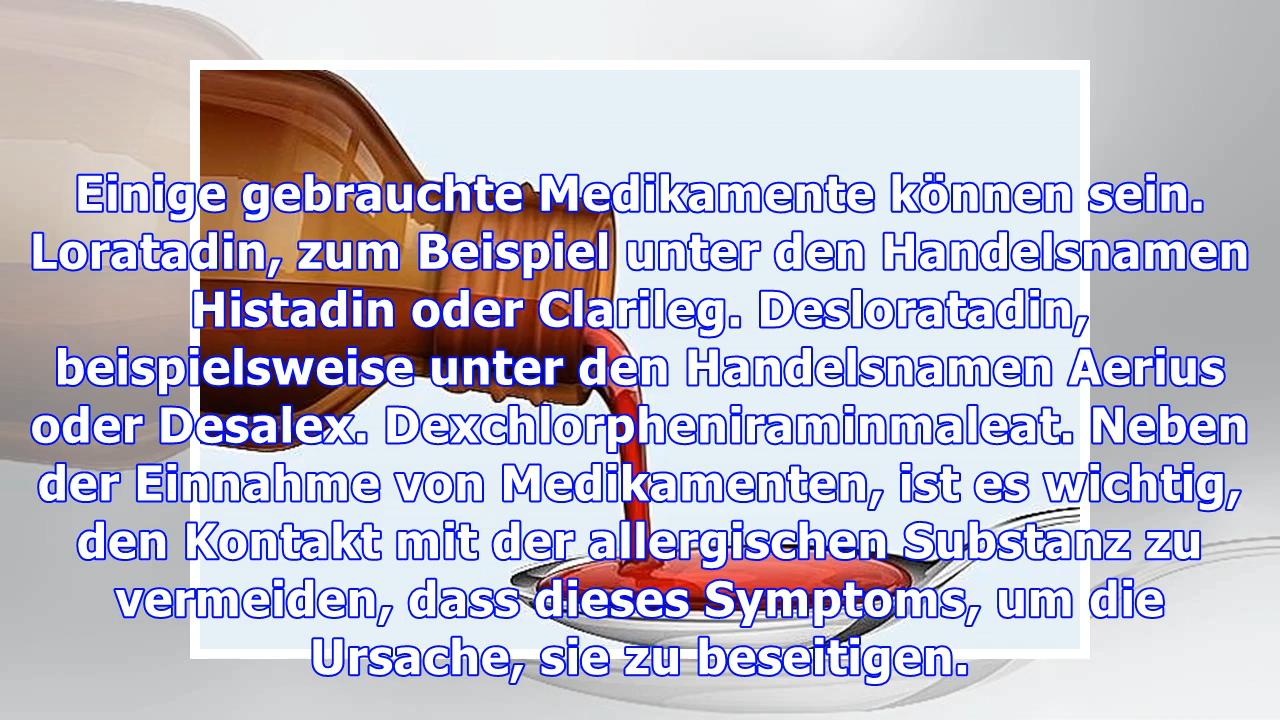 Einige gebrauchte Medikamente können sein.
Loratadin, zum Beispiel unter den Handelsnamen
Histadin oder Clarileg. Desloratadin,
beispielsweise unter den Handelsnamen Aerius
oder Desalex. Dexchlorpheniraminmaleat. Neben
der Einnahme von Medikamenten, ist es wichtig,
den Kontakt mit der allergischen Substanz zu
vermeiden, dass dieses Symptoms, um die
Ursache, sie zu beseitigen.